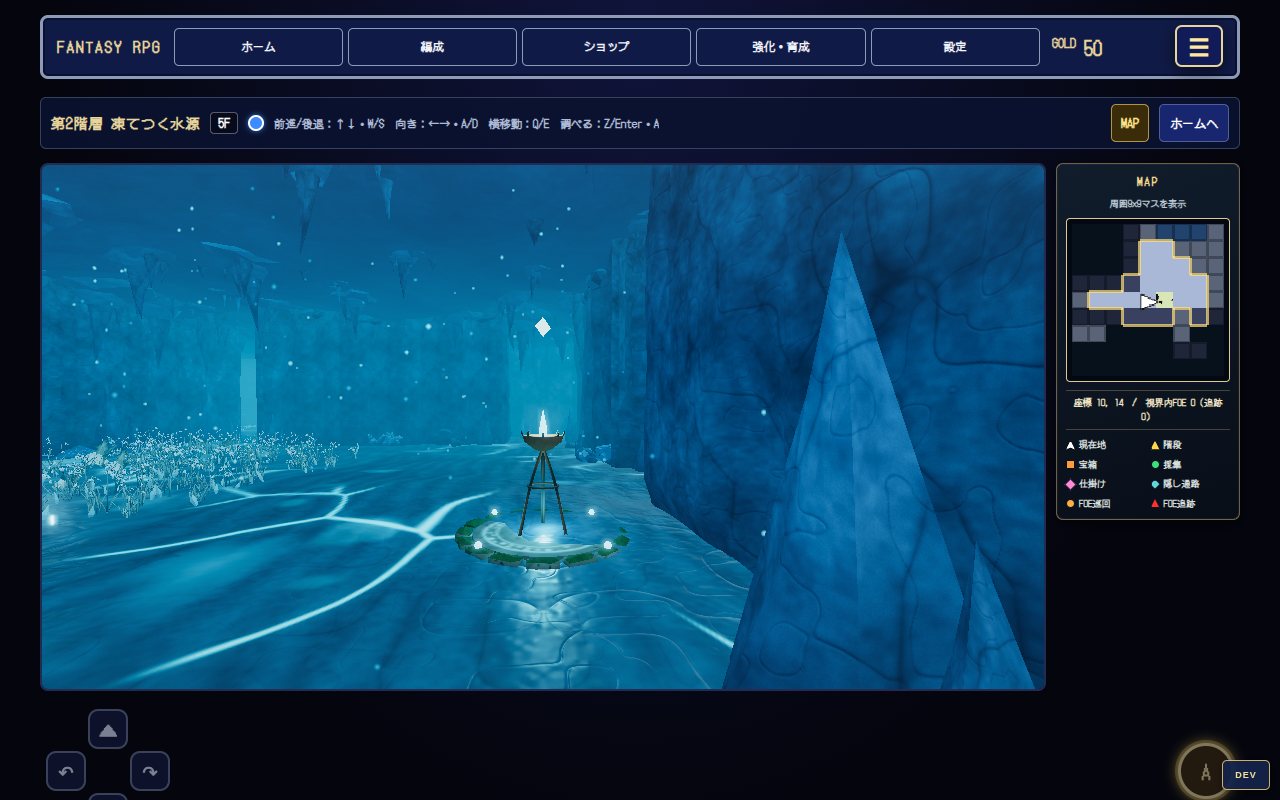 FANTASY RPG ホーム 編成 ショップ 強化・育成 設定 GOLD 50
第2階層 凍てつく水源 5F 前進/後退：↑↓・W/S 向き：←→・A/D 横移動：Q/E 調べる：Z/Enter・A MAP ホームへ
MAP
周囲9x9マスを表示
座標 10, 14 / 視界内FOE 0（追跡
0）
現在地 階段
宝箱 採集
仕掛け 隠し通路
FOE巡回 FOE追跡
A DEV